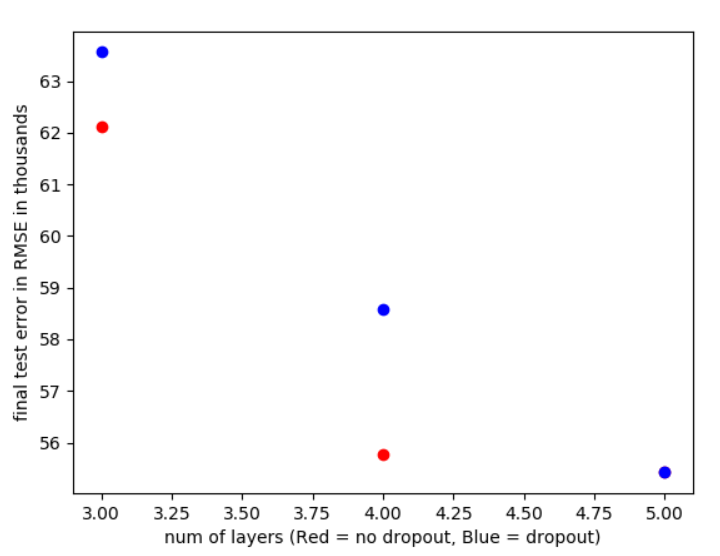 63
62
61
60
59
58
57
56
final test error in RMSE in thousands
3.00 3.25 3.50 3.75 4.00 4.25 4.50 4.75 5.00
num of layers (Red = no dropout, Blue = dropout)